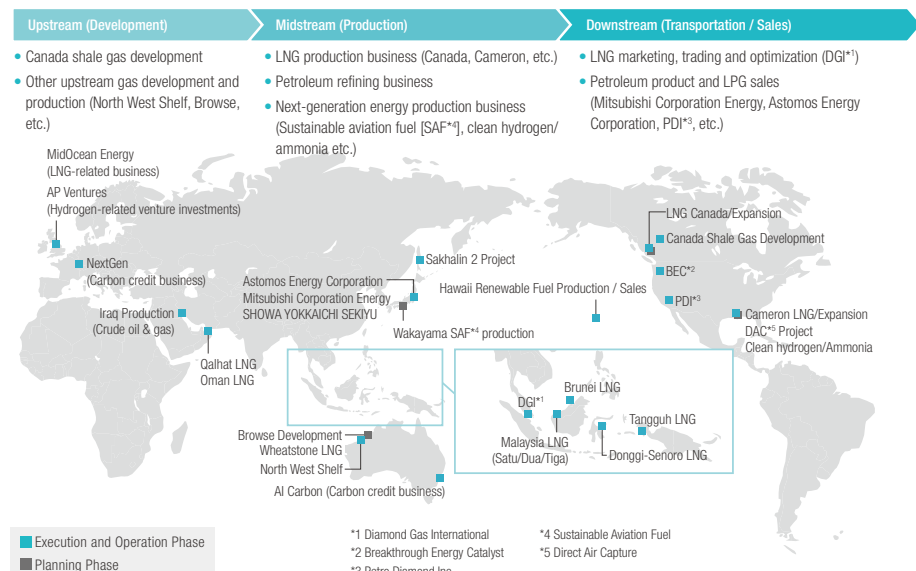 Upstream (Development)
Midstream (Production)
Downstream (Transportation / Sales)
• Canada shale gas development
• Other upstream gas development and
production (North West Shelf, Browse,
etc.)
• LNG production business (Canada, Cameron, etc.)
• Petroleum refining business
• Next-generation energy production business
(Sustainable aviation fuel [SAF*4], clean hydrogen/
ammonia etc.)
• LNG marketing, trading and optimization (DGI*1)
• Petroleum product and LPG sales
(Mitsubishi Corporation Energy, Astomos Energy
Corporation, PDI*3, etc.)
MidOcean Energy
(LNG-related business)
AP Ventures
(Hydrogen-related venture investments)
NextGen
(Carbon credit business)
Iraq Production
(Crude oil & gas)
Qalhat LNG
Oman LNG
Sakhalin 2 Project
Astomos Energy Corporation
Mitsubishi Corporation Energy
SHOWA YOKKAICHI SEKIYU
Wakayama SAF*4 production
Hawaii Renewable Fuel Production / Sales
LNG Canada/Expansion
Canada Shale Gas Development
BEC*2
PDI*3
Cameron LNG/Expansion
DAC*5 Project
Clean hydrogen/Ammonia
Brunei LNG
DGI*1
Tangguh LNG
Malaysia LNG
(Satu/Dua/Tiga)
Donggi-Senoro LNG
Browse Development
Wheatstone LNG
North West Shelf
AI Carbon (Carbon credit business)
Execution and Operation Phase
Planning Phase
*1 Diamond Gas International
*2 Breakthrough Energy Catalyst
*3 Petro Diamond Inc
*4 Sustainable Aviation Fuel
*5 Direct Air Capture